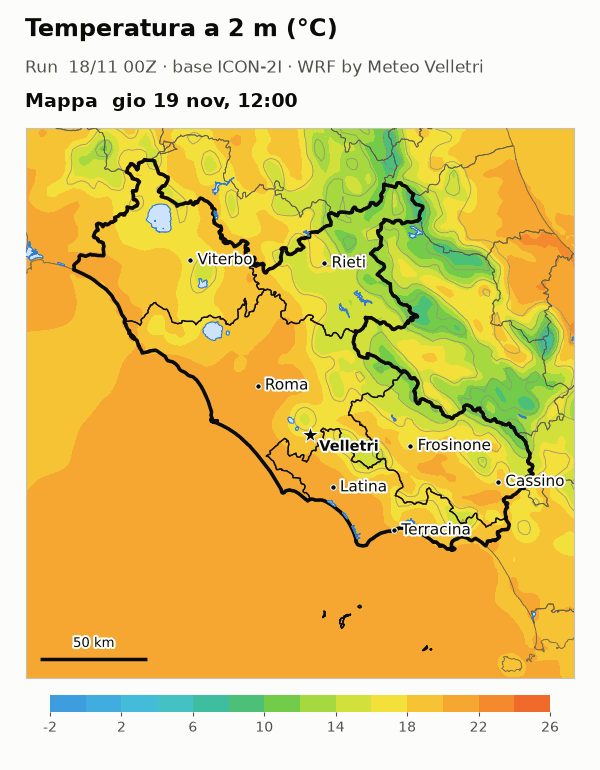 Temperatura a 2 m (°C)
Run  18/11 00Z · base ICON-2I · WRF by Meteo Velletri
Mappa  gio 19 nov, 12:00
Viterbo
Rieti
Roma
Velletri
Frosinone
Cassino
Latina
Terracina
50 km
-2 2 6 10 14 18 22 26